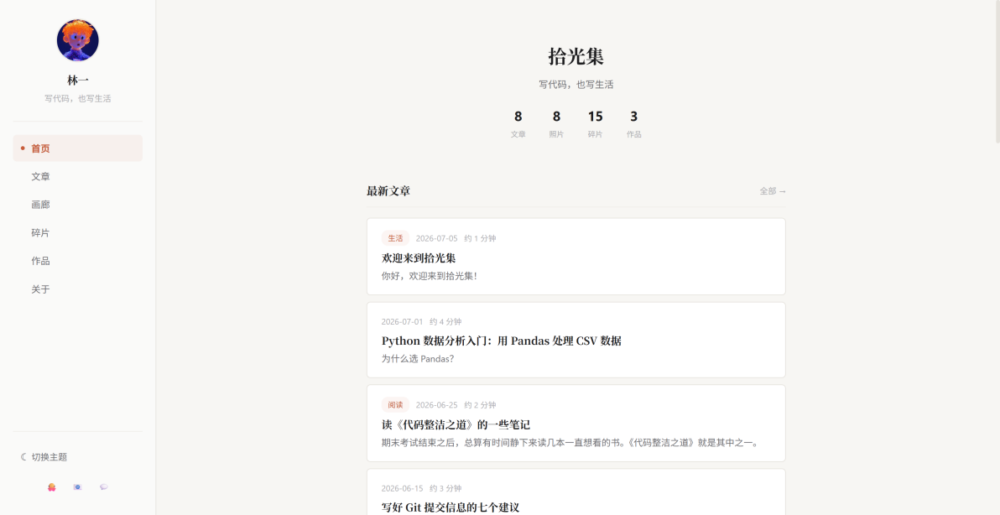 林一
写代码，也写生活
首页
文章
画廊
碎片
作品
关于
切换主题
拾光集
写代码，也写生活
8 8 15 3
文章 照片 碎片 作品
最新文章 全部 →
生活 2026-07-05 约 1 分钟
欢迎来到拾光集
你好，欢迎来到拾光集！
2026-07-01 约 4 分钟
Python 数据分析入门：用 Pandas 处理 CSV 数据
为什么选 Pandas？
阅读 2026-06-25 约 2 分钟
读《代码整洁之道》的一些笔记
期末考试结束之后，总算有时间静下来读几本一直想看的书。《代码整洁之道》就是其中之一。
2026-06-15 约 3 分钟
写好 Git 提交信息的七个建议